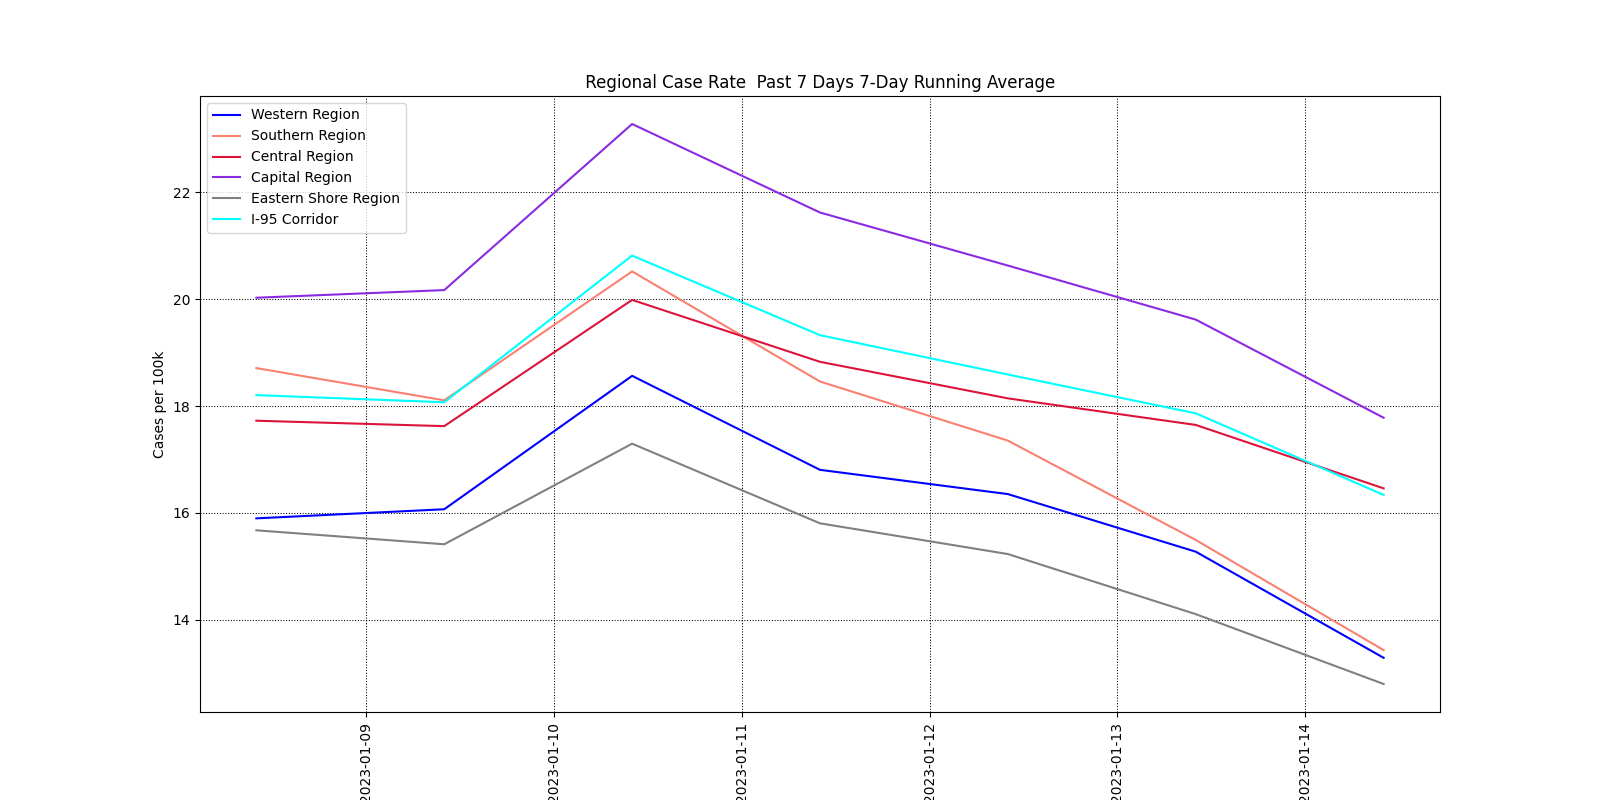 Regional Case Rate  Past 7 Days 7-Day Running Average
Western Region
Southern Region
Central Region
Capital Region
Eastern Shore Region
I-95 Corridor
Cases per 100k
22
20
18
16
14
2023-01-09
2023-01-10
2023-01-11
2023-01-12
2023-01-13
2023-01-14